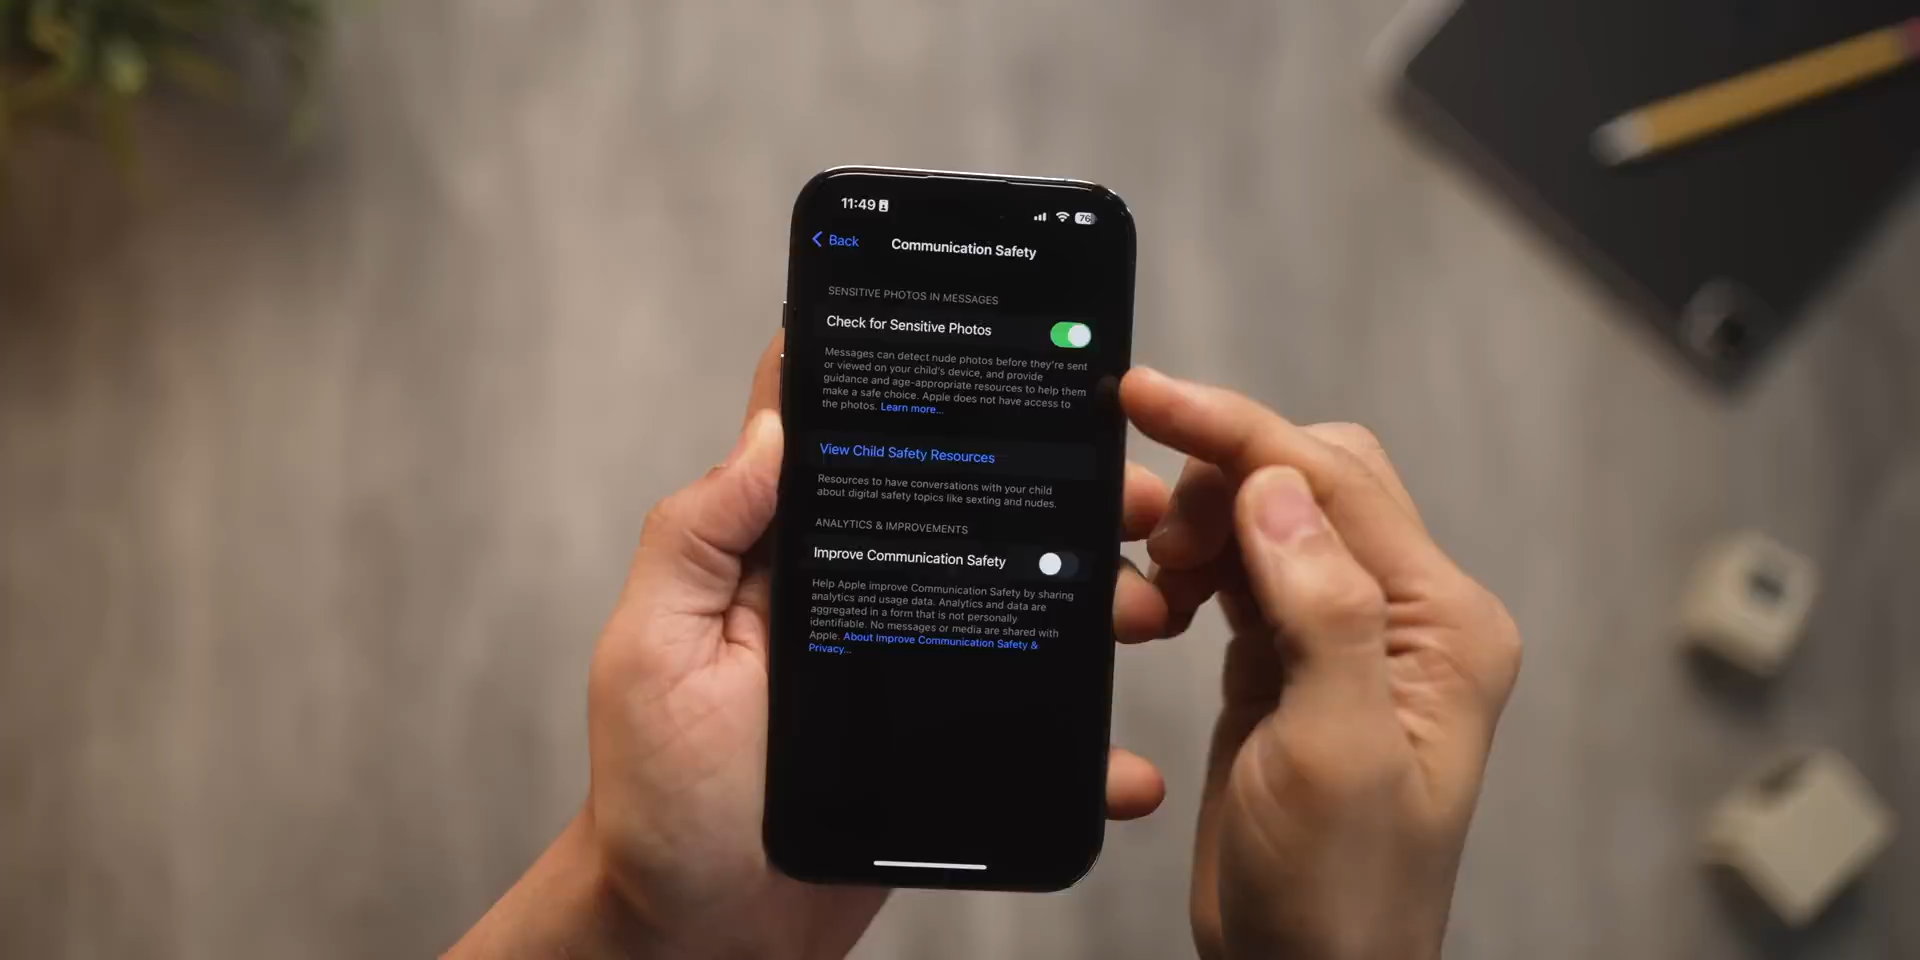 11:49
76
Back
Communication Safety
SENSITIVE PHOTOS IN MESSAGES
Check for Sensitive Photos
Messages can detect nude photos before they're sent
or viewed on your child's device, and provide
guidance and age-appropriate resources to help them
make a safe choice. Apple does not have access to
the photos. Learn more...
View Child Safety Resources
Resources to have conversations with your child
about digital safety topics like sexting and nudes.
ANALYTICS & IMPROVEMENTS
Improve Communication Safety
Help Apple improve Communication Safety by sharing
analytics and usage data. Analytics and data are
aggregated in a form that is not personally
identifiable. No messages or media are shared with
Apple. About Improve Communication Safety &
Privacy...